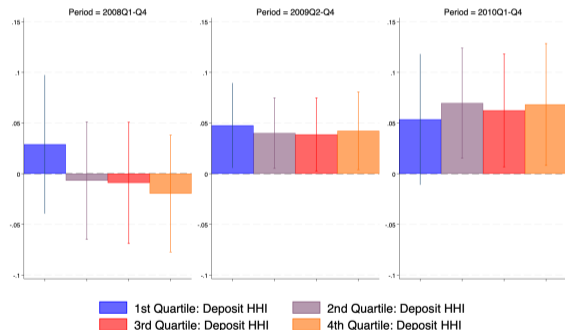 Period = 2008Q1-Q4
Period = 2009Q2-Q4
Period = 2010Q1-Q4
.15
.1
.05
0
-.05
-.1
.15
.1
.05
0
-.05
-.1
.15
.1
.05
0
-.05
-.1
1st Quartile: Deposit HHI
2nd Quartile: Deposit HHI
3rd Quartile: Deposit HHI
4th Quartile: Deposit HHI